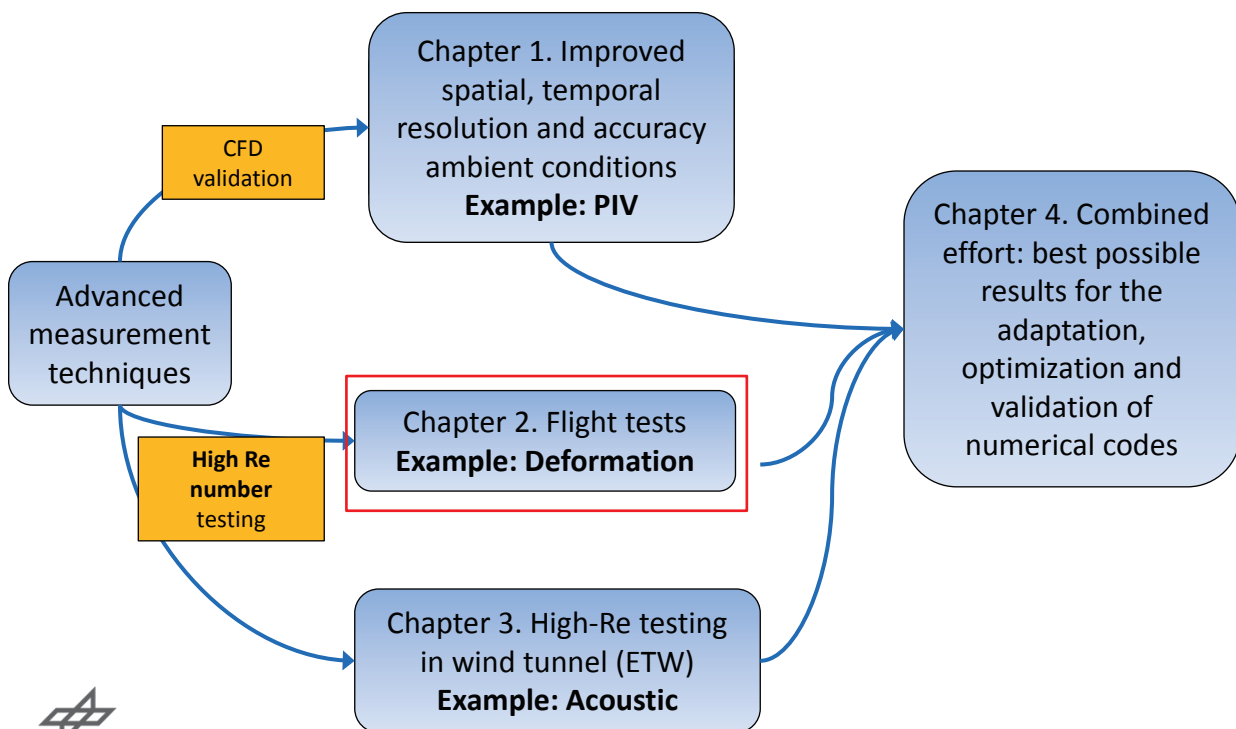 Chapter 1. Improved
spatial, temporal
resolution and accuracy
ambient conditions
Example: PIV
CFD
validation
Advanced
measurement
techniques
Chapter 2. Flight tests
Example: Deformation
High Re
number
testing
Chapter 3. High-Re testing
in wind tunnel (ETW)
Example: Acoustic
Chapter 4. Combined
effort: best possible
results for the
adaptation,
optimization and
validation of
numerical codes